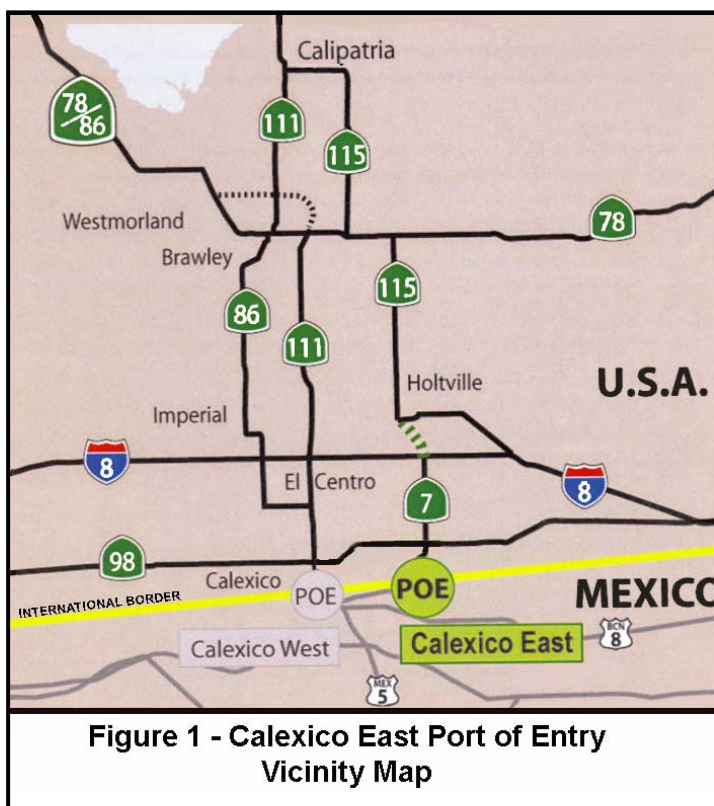 Calipatria
78/86
111
115
Westmorland
78
Brawley
115
86
111
Holtville
U.S.A.
Imperial
8
El Centro
7
8
98
Calexico
POE
POE
MEXICO
INTERNATIONAL BORDER
Calexico West
Calexico East
BCN
8
MEX
5
Figure 1 - Calexico East Port of Entry
Vicinity Map